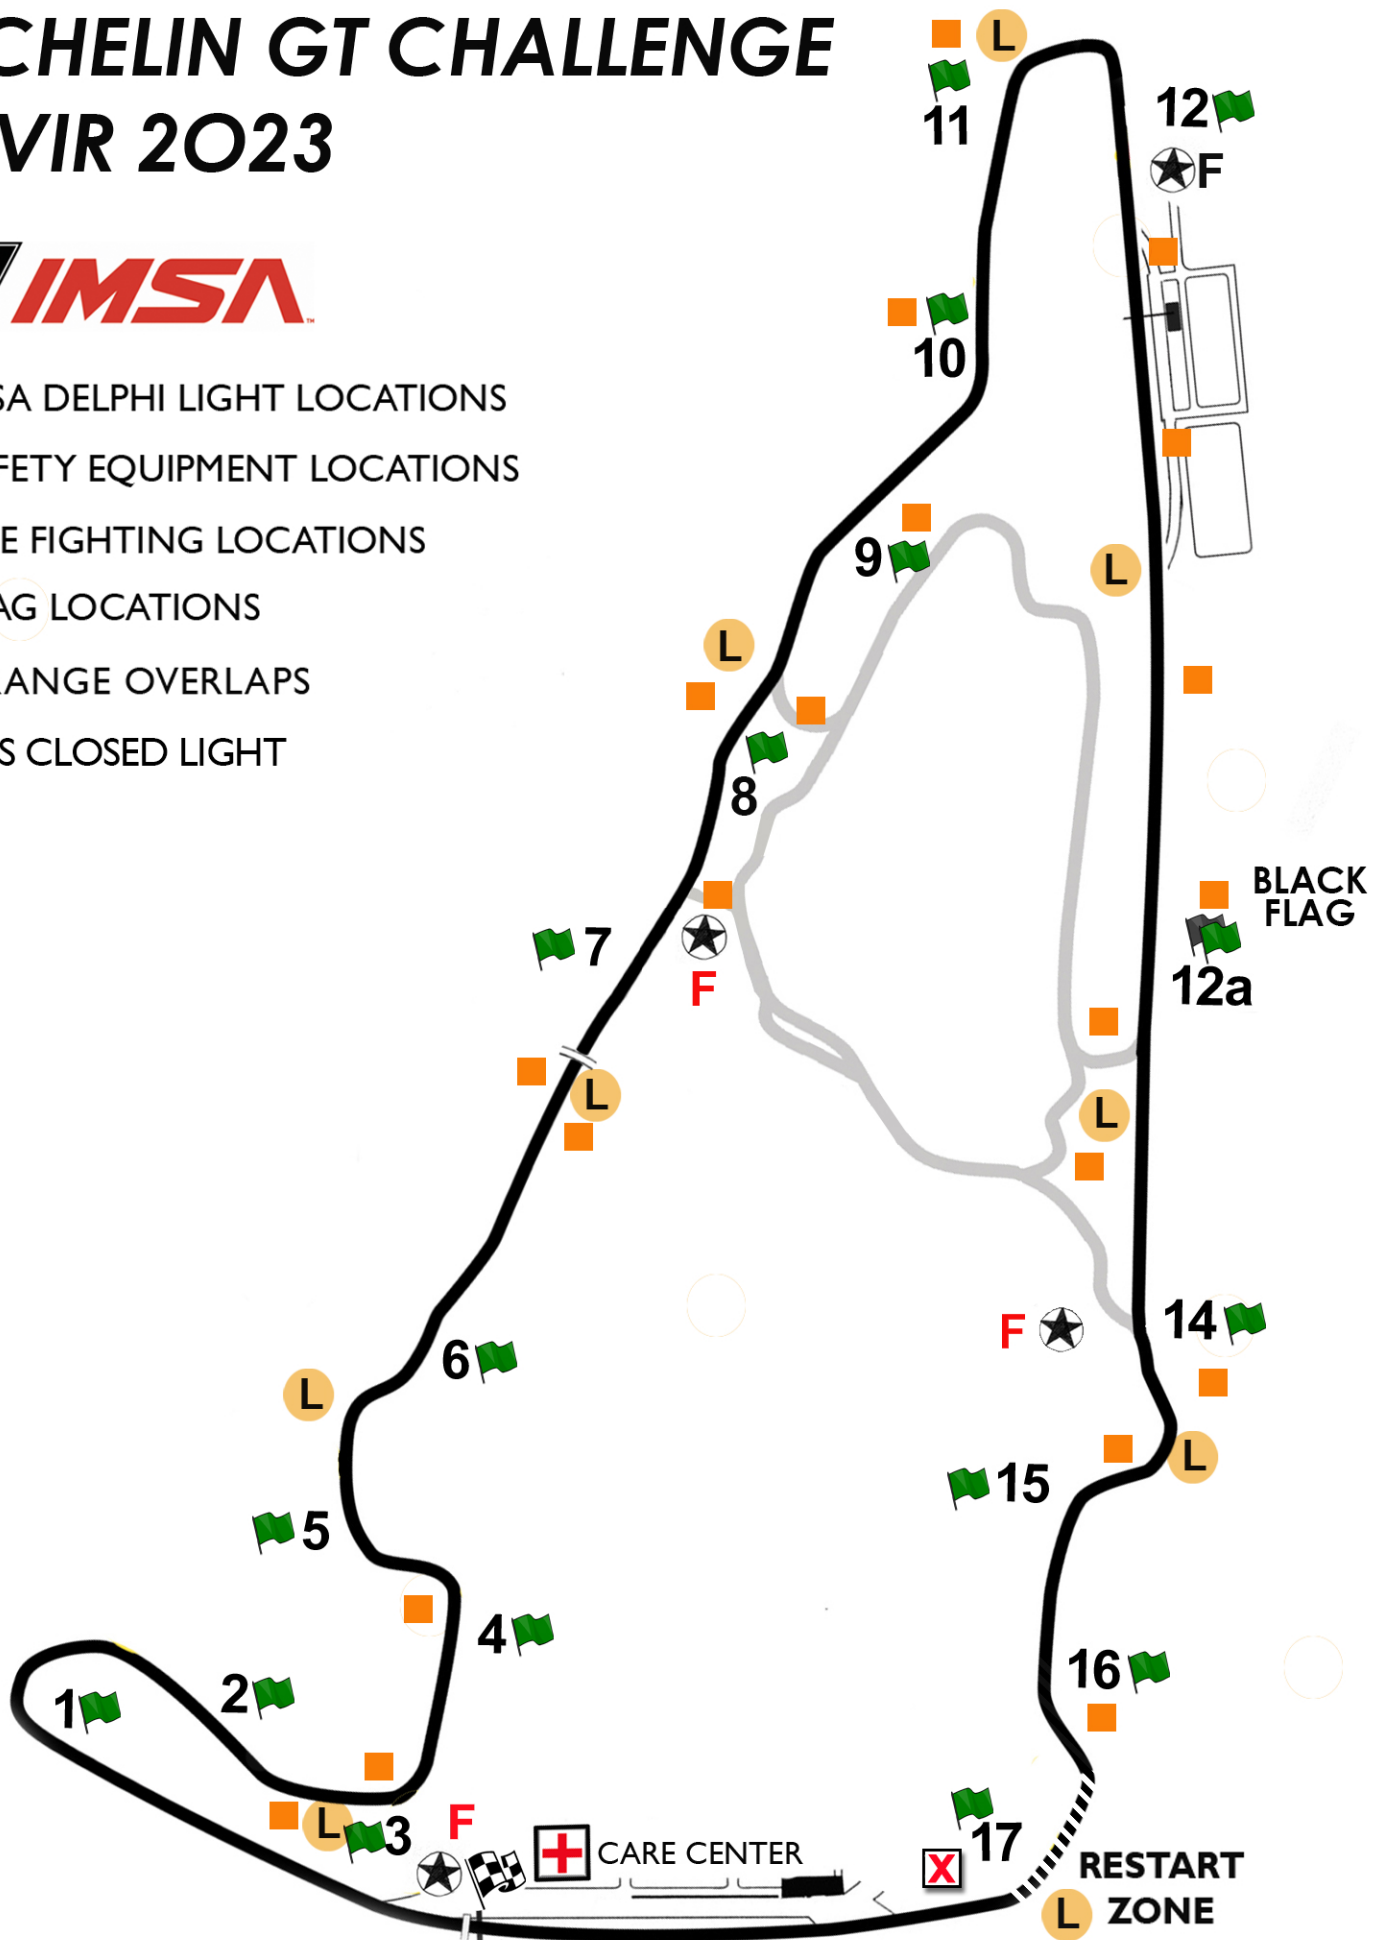 CHELIN GT CHALLENGE
VIR 2023
IMSA
TM
SA DELPHI LIGHT LOCATIONS
FETY EQUIPMENT LOCATIONS
E FIGHTING LOCATIONS
AG LOCATIONS
RANGE OVERLAPS
S CLOSED LIGHT
L
11
12
F
10
9
L
L
8
BLACK
FLAG
12a
7
F
L
L
14
F
6
L
L
15
5
4
16
2
1
L
3
F
CARE CENTER
17
X
RESTART
ZONE
L